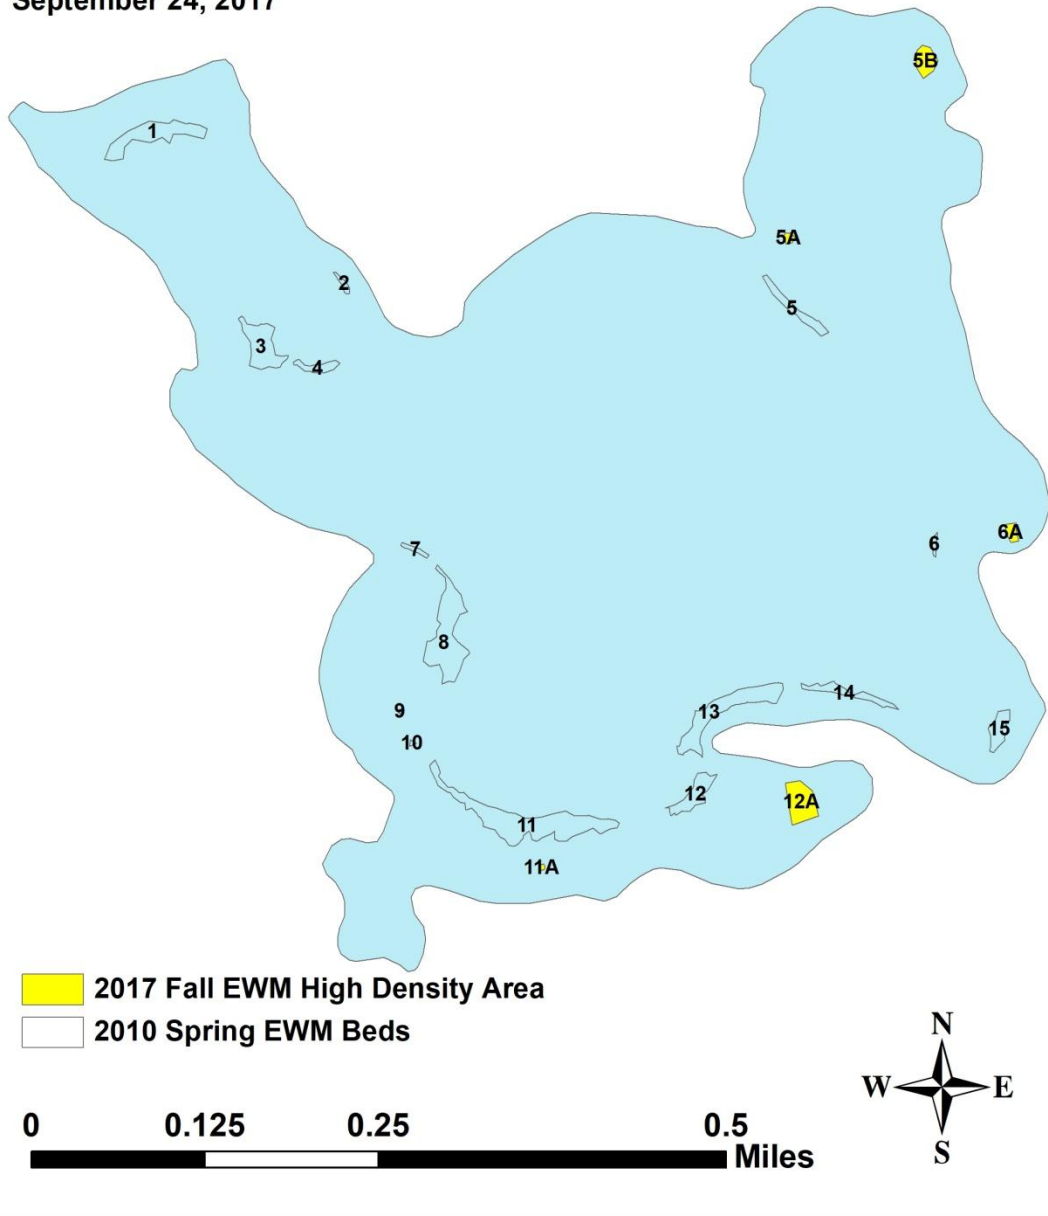 September 24, 2017
5B
1
5A
2
5
3
4
6A
6
7
8
14
9
13
15
10
12
12A
11
11A
2017 Fall EWM High Density Area
2010 Spring EWM Beds
N
W E
S
0 0.125 0.25 0.5
Miles